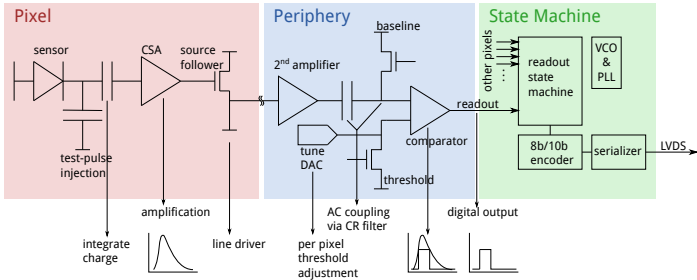 Pixel
Periphery
State Machine
sensor
CSA
source
follower
test-pulse
injection
2nd amplifier
baseline
tune
DAC
threshold
comparator
readout
other pixels
...
readout
state
machine
VCO
&
PLL
8b/10b
encoder
serializer
LVDS
integrate
charge
amplification
line driver
per pixel
threshold
adjustment
AC coupling
via CR filter
digital output